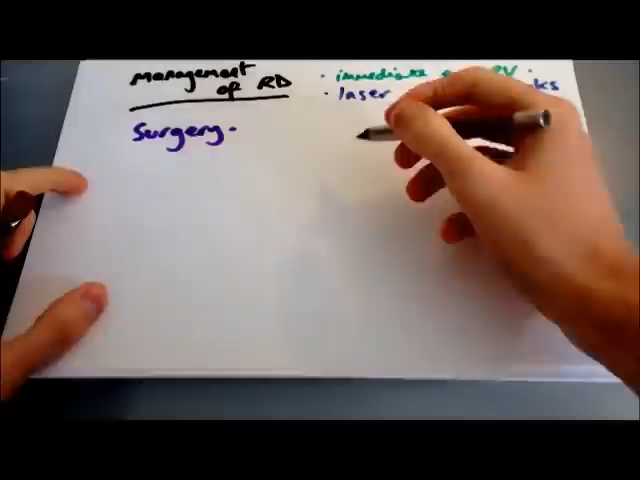 management
of RD
• immediate
• laser
Surgery.